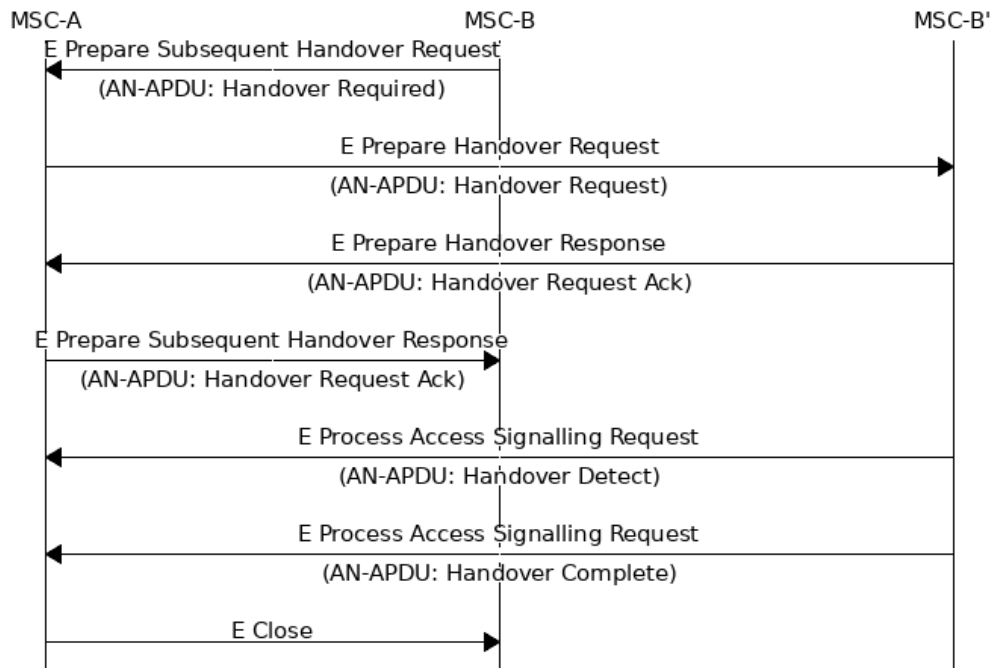 MSC-A MSC-B MSC-B'
E Prepare Subsequent Handover Request
(AN-APDU: Handover Required)
E Prepare Handover Request
(AN-APDU: Handover Request)
E Prepare Handover Response
(AN-APDU: Handover Request Ack)
E Prepare Subsequent Handover Response
(AN-APDU: Handover Request Ack)
E Process Access Signalling Request
(AN-APDU: Handover Detect)
E Process Access Signalling Request
(AN-APDU: Handover Complete)
E Close